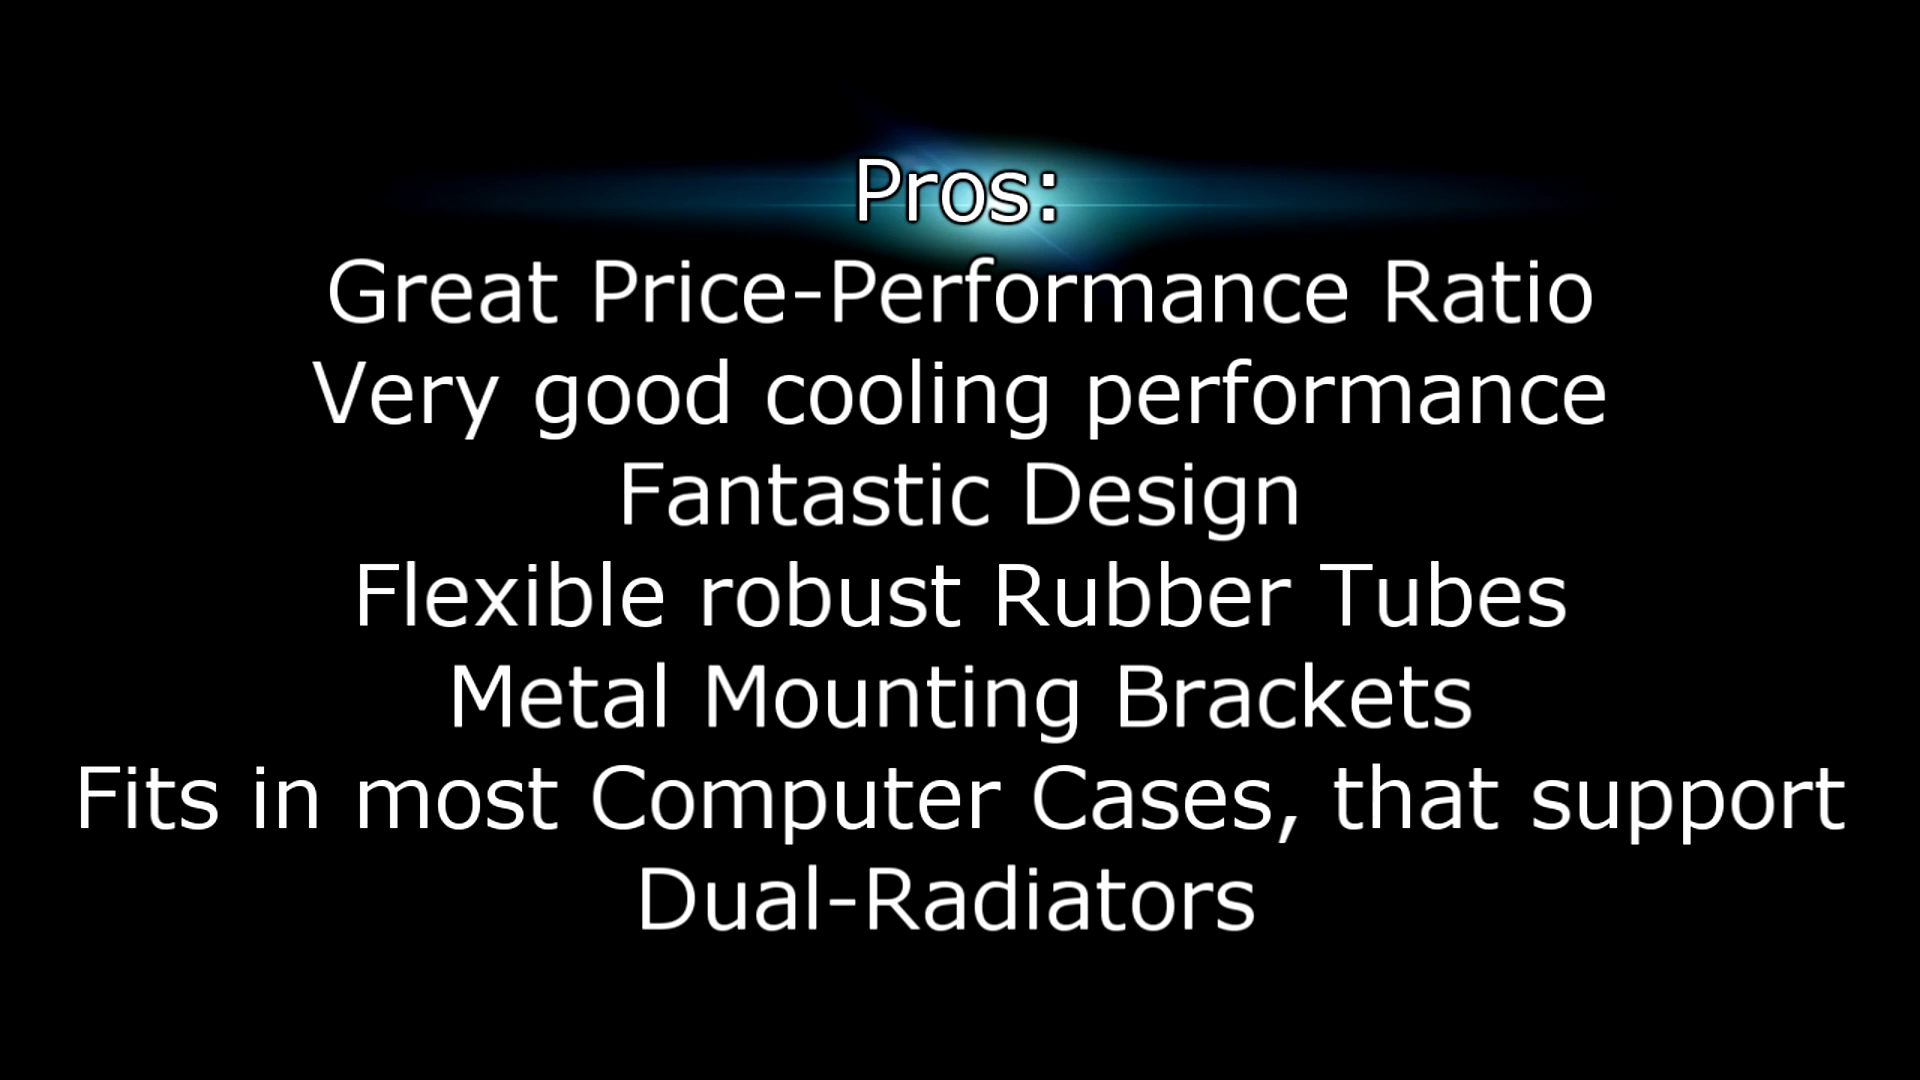 Pros:
Great Price-Performance Ratio
Very good cooling performance
Fantastic Design
Flexible robust Rubber Tubes
Metal Mounting Brackets
Fits in most Computer Cases, that support
Dual-Radiators